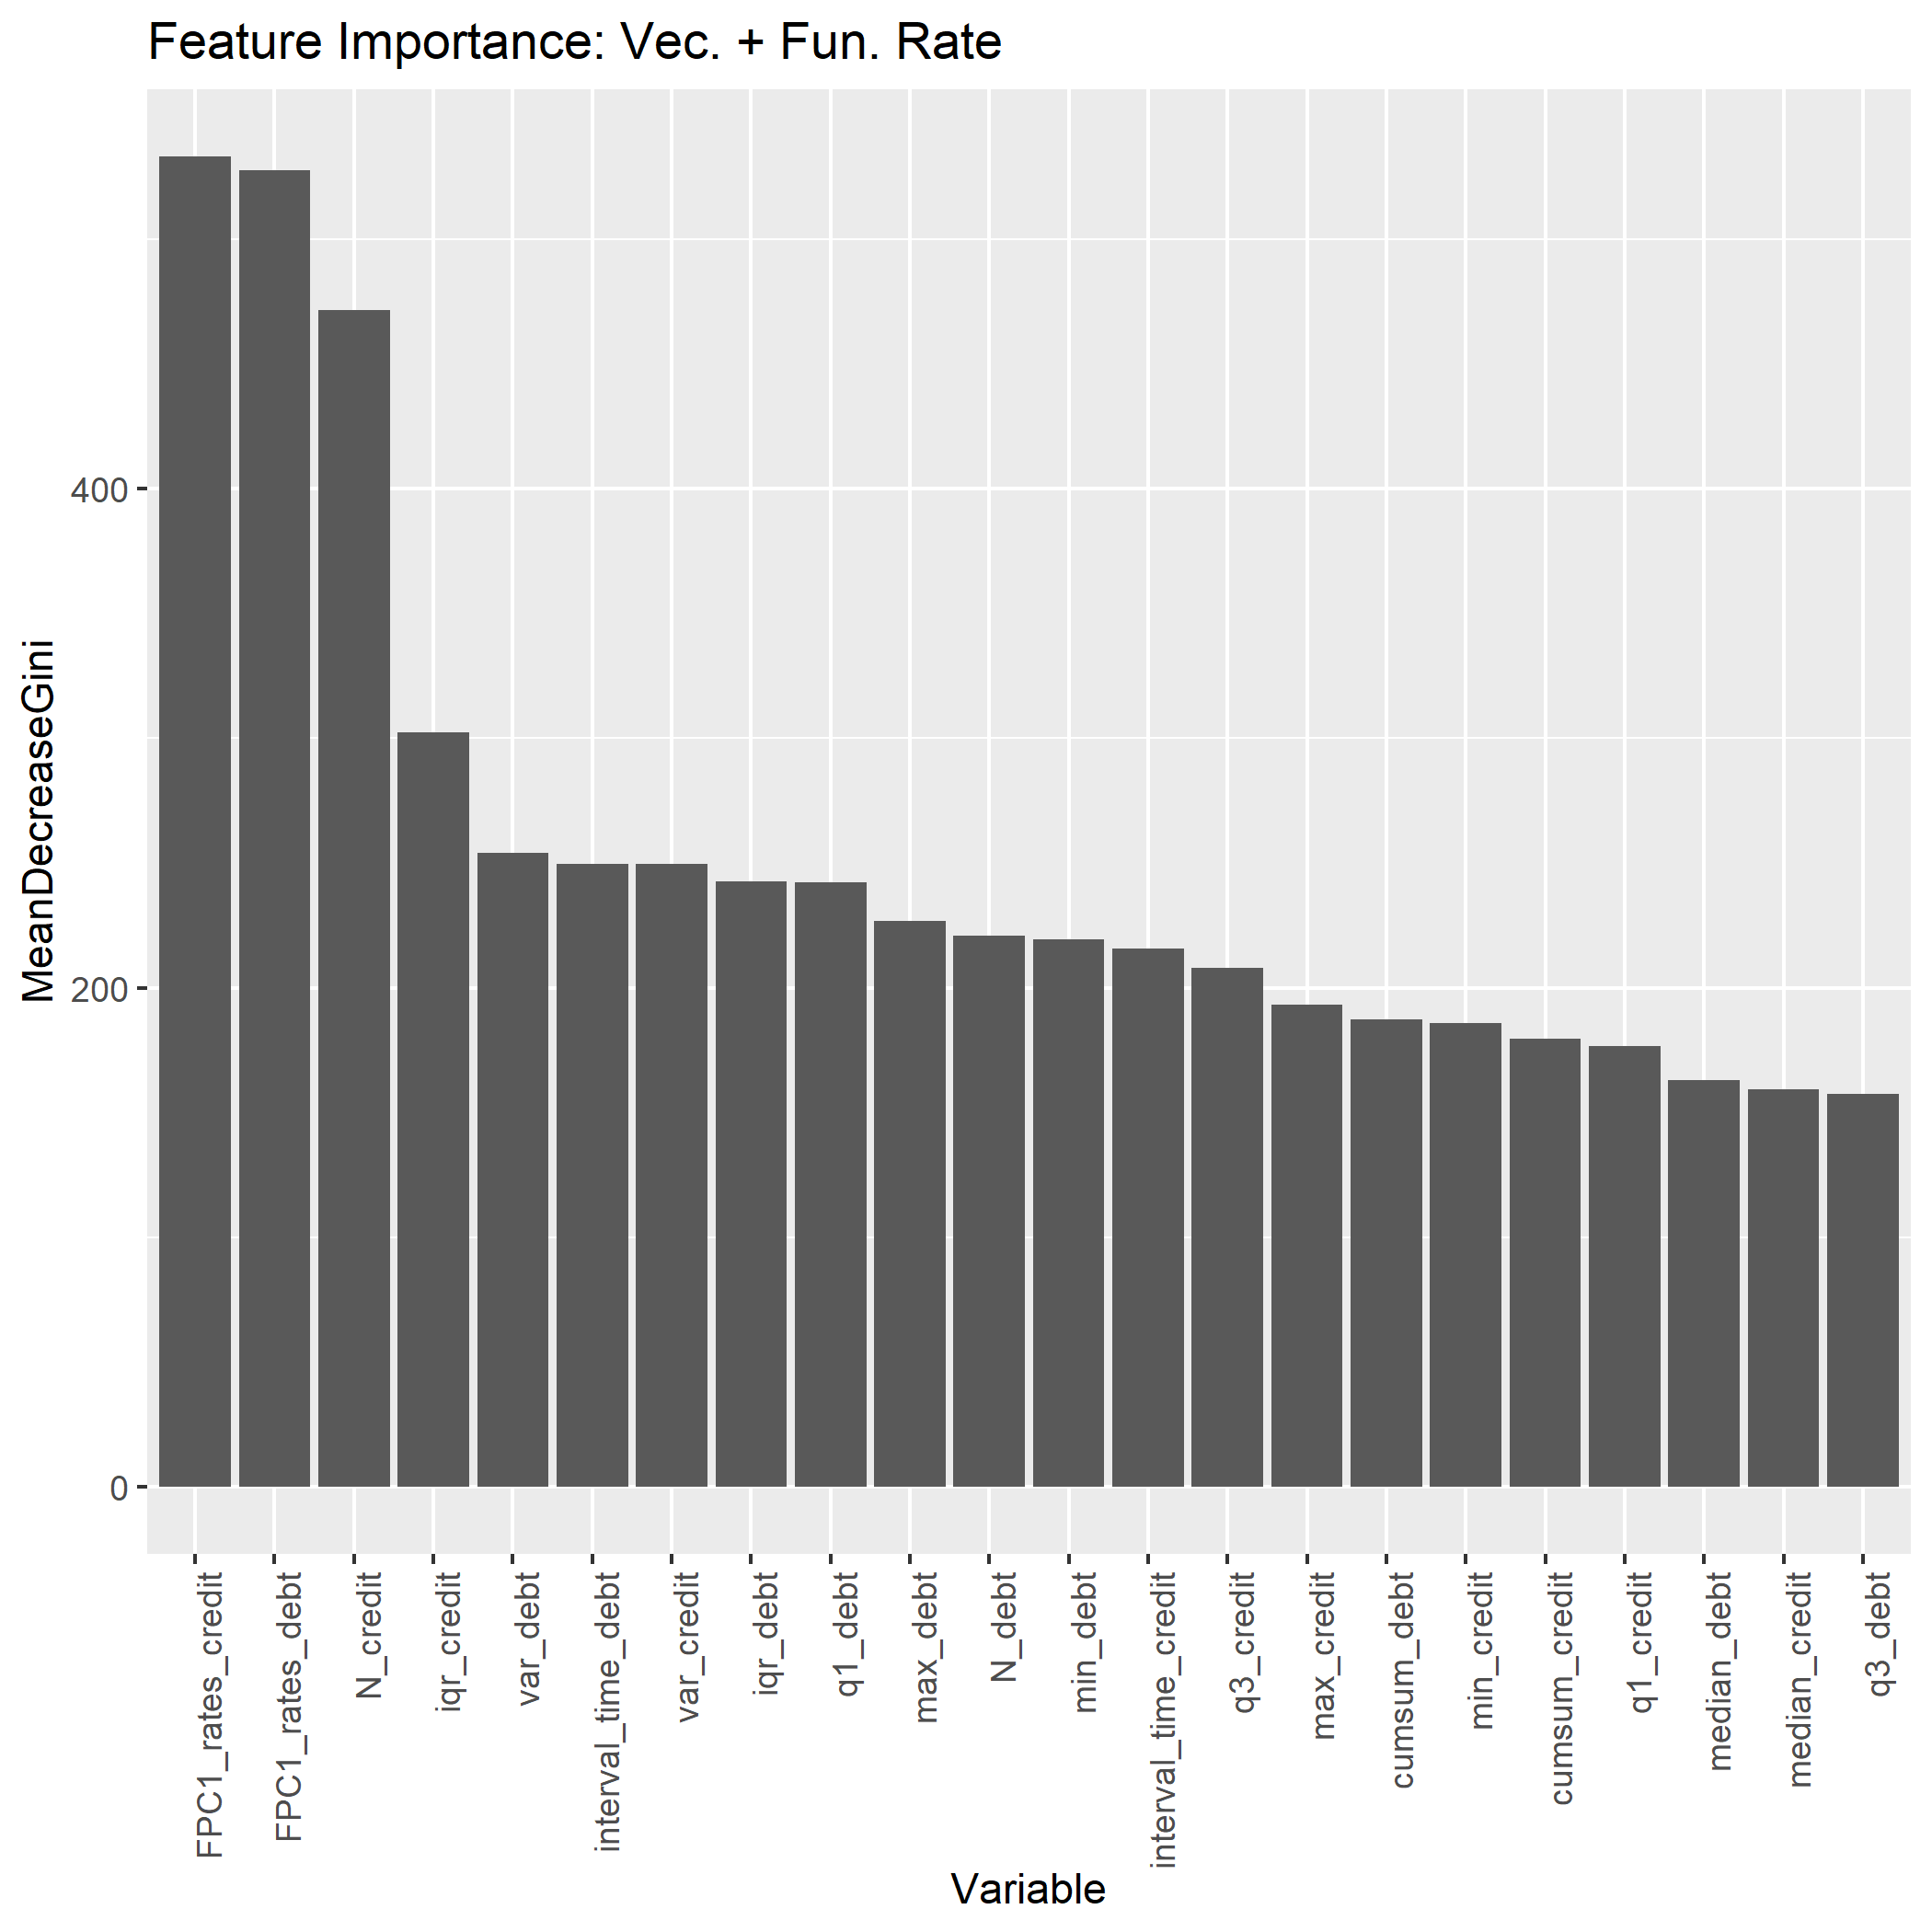 Feature Importance: Vec. + Fun. Rate
MeanDecreaseGini
400
200
0
FPC1_rates_credit
FPC1_rates_debt
N_credit
iqr_credit
var_debt
interval_time_debt
var_credit
iqr_debt
q1_debt
max_debt
N_debt
min_debt
interval_time_credit
q3_credit
max_credit
cumsum_debt
min_credit
cumsum_credit
q1_credit
median_debt
median_credit
q3_debt
Variable